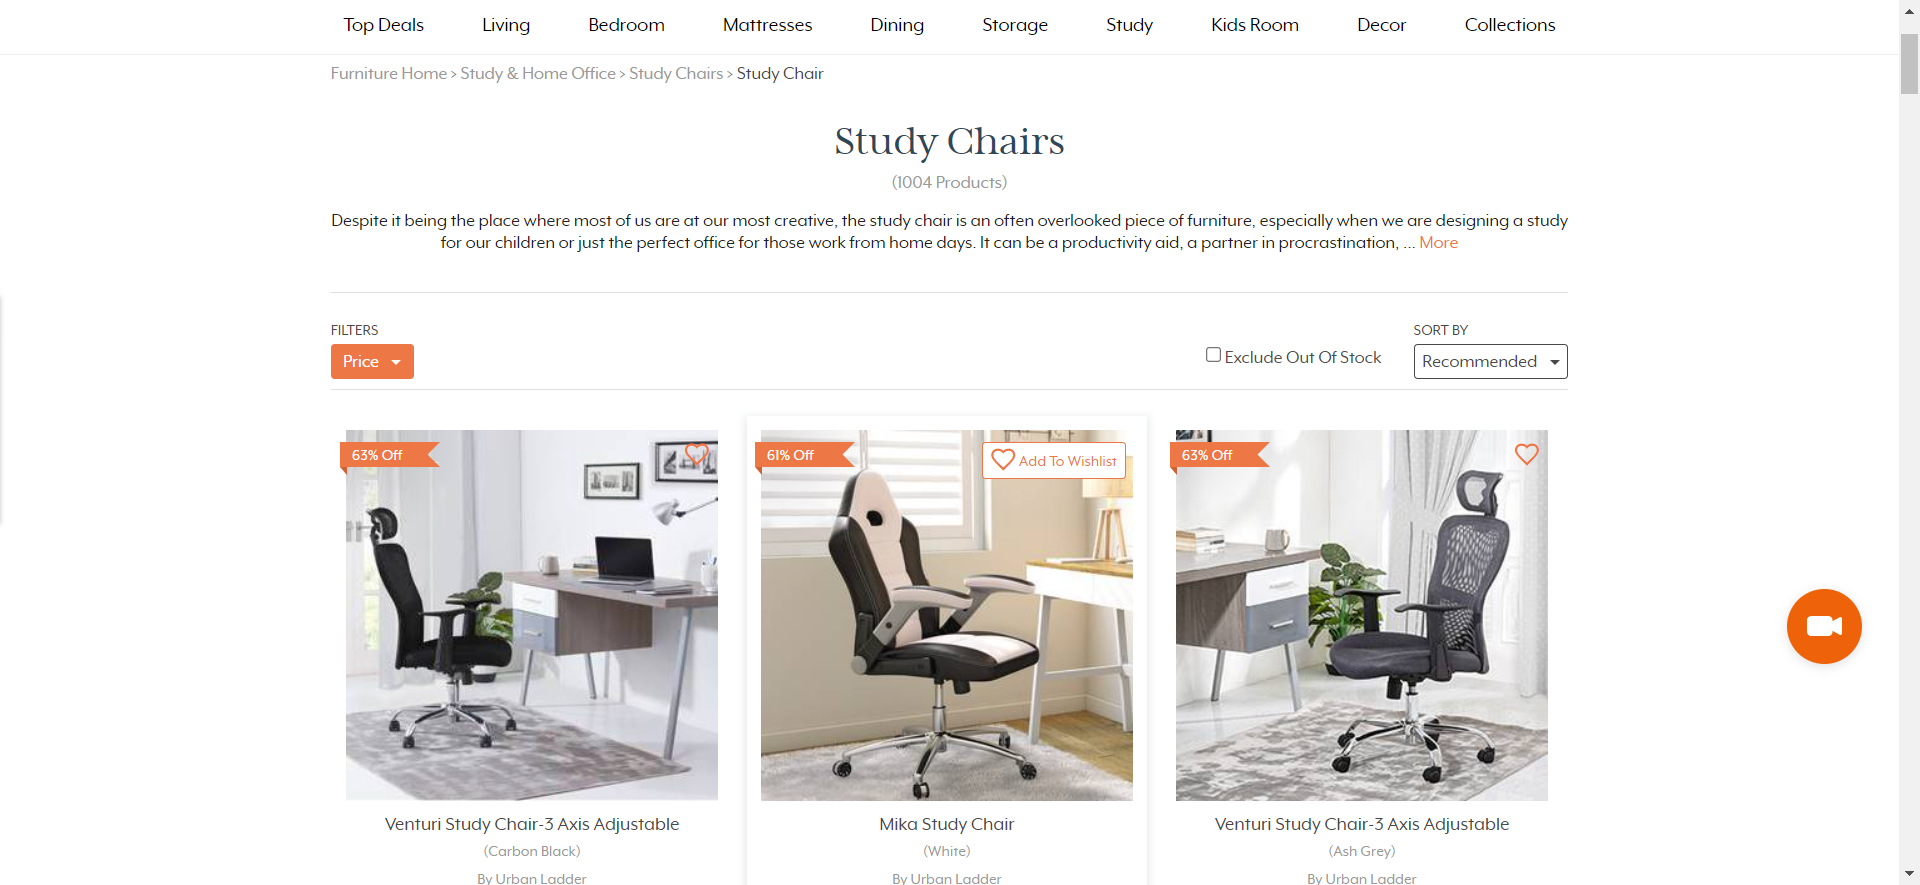 Top Deals Living Bedroom Mattresses Dining Storage Study Kids Room Decor Collections
Furniture Home > Study & Home Office > Study Chairs > Study Chair
Study Chairs
(1004 Products)
Despite it being the place where most of us are at our most creative, the study chair is an often overlooked piece of furniture, especially when we are designing a study
for our children or just the perfect office for those work from home days. It can be a productivity aid, a partner in procrastination, ... More
FILTERS
Price
Exclude Out Of Stock
SORT BY
Recommended
63% Off
61% Off
Add To Wishlist
63% Off
Venturi Study Chair-3 Axis Adjustable
(Carbon Black)
By Urban Ladder
Mika Study Chair
(White)
By Urban Ladder
Venturi Study Chair-3 Axis Adjustable
(Ash Grey)
By Urban Ladder